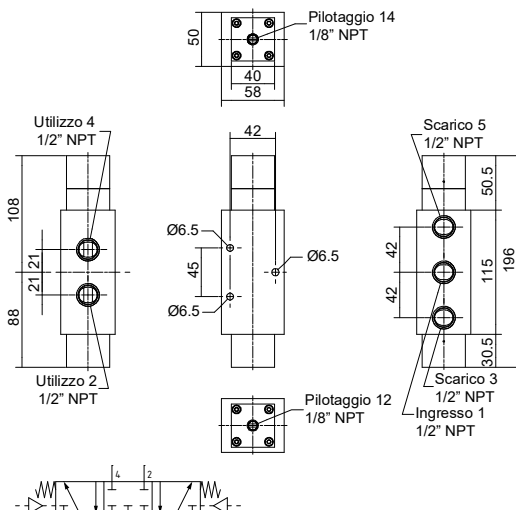 Pilotaggio 14
1/8” NPT
50
40
58
Utilizzo 4
1/2” NPT
42
Scarico 5
1/2” NPT
108
88
21
21
Ø6.5
45
Ø6.5
Ø6.5
42
42
50.5
115
30.5
196
Utilizzo 2
1/2” NPT
Scarico 3
1/2” NPT
Ingresso 1
1/2” NPT
Pilotaggio 12
1/8” NPT
4
2